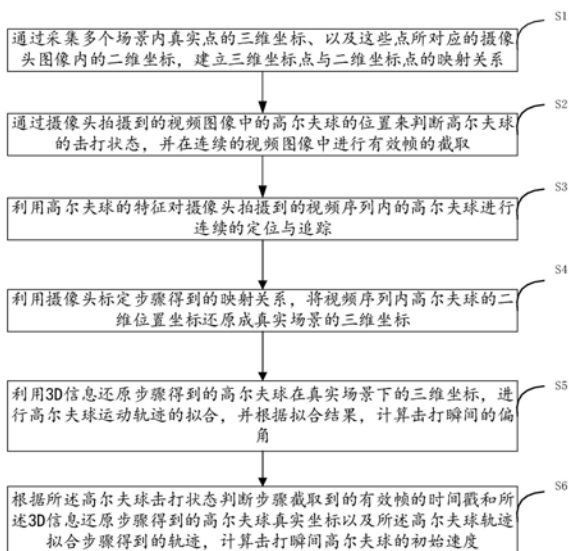 S1
通过采集多个场景内真实点的三维坐标、以及这些点所对应的摄像
头图像内的二维坐标，建立三维坐标点与二维坐标点的映射关系
S2
通过摄像头拍摄到的视频图像中的高尔夫球的位置来判断高尔夫球
的击打状态，并在连续的视频图像中进行有效帧的截取
S3
利用高尔夫球的特征对摄像头拍摄到的视频序列内的高尔夫球进行
连续的定位与追踪
S4
利用摄像头标定步骤得到的映射关系，将视频序列内高尔夫球的二
维位置坐标还原成真实场景的三维坐标
S5
利用3D信息还原步骤得到的高尔夫球在真实场景下的三维坐标，进
行高尔夫球运动轨迹的拟合，并根据拟合结果，计算击打瞬间的偏
角
S6
根据所述高尔夫球击打状态判断步骤截取到的有效帧的时间戳和所
述3D信息还原步骤得到的高尔夫球真实坐标以及所述高尔夫球轨迹
拟合步骤得到的轨迹，计算击打瞬间高尔夫球的初始速度